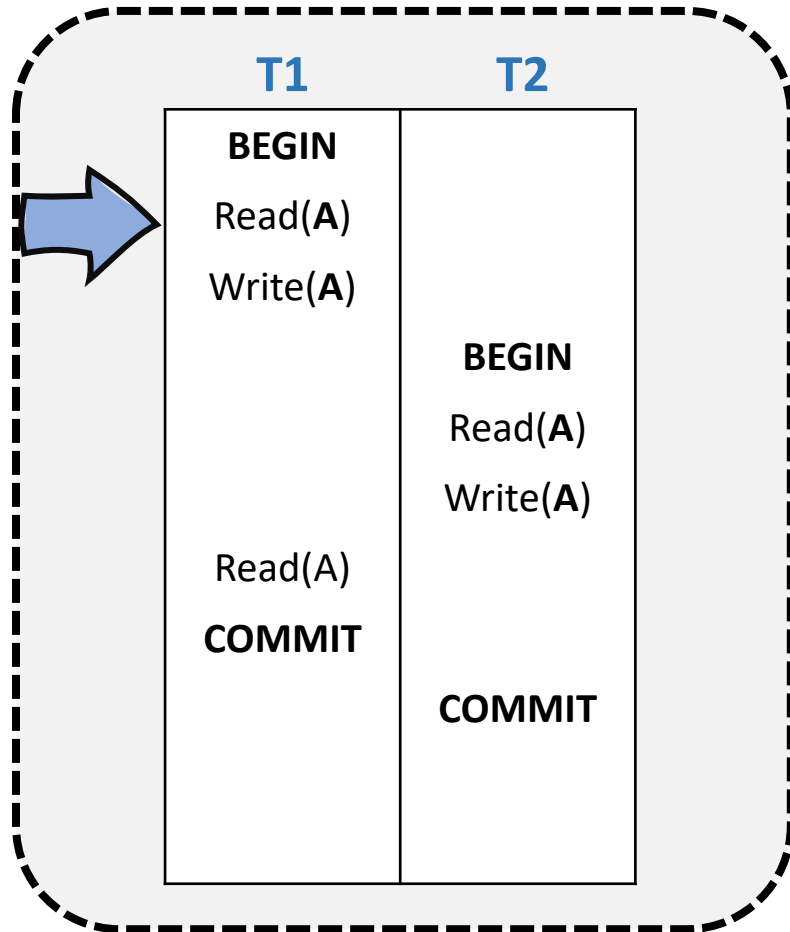 T1 T2
BEGIN
Read(A)
Write(A)
BEGIN
Read(A)
Write(A)
Read(A)
COMMIT
COMMIT